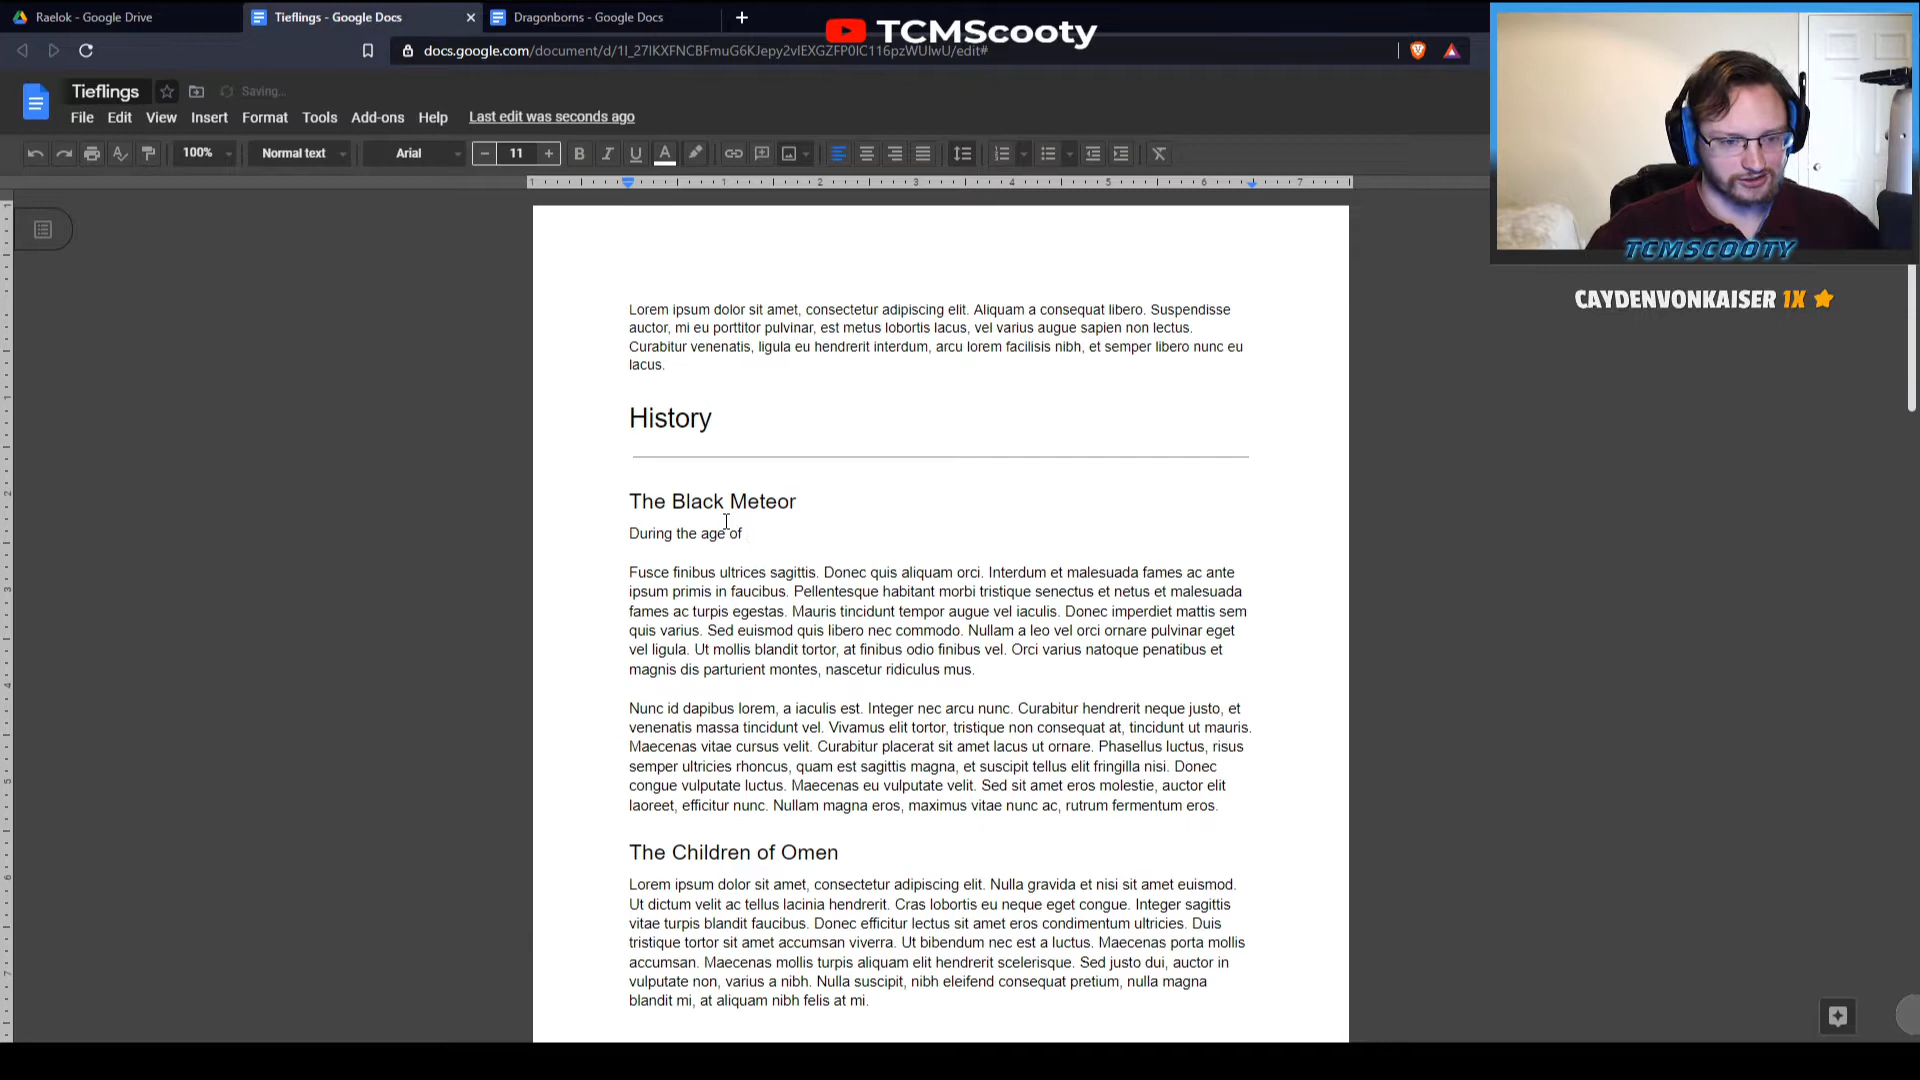 Raelok - Google Drive
Tieflings - Google Docs
Dragonborns - Google Docs
TCMScooty
docs.google.com/document/d/1I_27IKXFNCBFmuG6KJepy2vIEXGZFP0IC116pzWUIwU/edit#
Tieflings
Saving...
File Edit View Insert Format Tools Add-ons Help Last edit was seconds ago
100% Normal text Arial 11
1 1 2 3 4 5 6 7
TCMSCOOTY
CAYDENVONKAISER 1X
Lorem ipsum dolor sit amet, consectetur adipiscing elit. Aliquam a consequat libero. Suspendisse
auctor, mi eu porttitor pulvinar, est metus lobortis lacus, vel varius augue sapien non lectus.
Curabitur venenatis, ligula eu hendrerit interdum, arcu lorem facilisis nibh, et semper libero nunc eu
lacus.
History
The Black Meteor
During the age of
Fusce finibus ultrices sagittis. Donec quis aliquam orci. Interdum et malesuada fames ac ante
ipsum primis in faucibus. Pellentesque habitant morbi tristique senectus et netus et malesuada
fames ac turpis egestas. Mauris tincidunt tempor augue vel iaculis. Donec imperdiet mattis sem
quis varius. Sed euismod quis libero nec commodo. Nullam a leo vel orci ornare pulvinar eget
vel ligula. Ut mollis blandit tortor, at finibus odio finibus vel. Orci varius natoque penatibus et
magnis dis parturient montes, nascetur ridiculus mus.
Nunc id dapibus lorem, a iaculis est. Integer nec arcu nunc. Curabitur hendrerit neque justo, et
venenatis massa tincidunt vel. Vivamus elit tortor, tristique non consequat at, tincidunt ut mauris.
Maecenas vitae cursus velit. Curabitur placerat sit amet lacus ut ornare. Phasellus luctus, risus
semper ultricies rhoncus, quam est sagittis magna, et suscipit tellus elit fringilla nisi. Donec
congue vulputate luctus. Maecenas eu vulputate velit. Sed sit amet eros molestie, auctor elit
laoreet, efficitur nunc. Nullam magna eros, maximus vitae nunc ac, rutrum fermentum eros.
The Children of Omen
Lorem ipsum dolor sit amet, consectetur adipiscing elit. Nulla gravida et nisi sit amet euismod.
Ut dictum velit ac tellus lacinia hendrerit. Cras lobortis eu neque eget congue. Integer sagittis
vitae turpis blandit faucibus. Donec efficitur lectus sit amet eros condimentum ultricies. Duis
tristique tortor sit amet accumsan viverra. Ut bibendum nec est a luctus. Maecenas porta mollis
accumsan. Maecenas mollis turpis aliquam elit hendrerit scelerisque. Sed justo dui, auctor in
vulputate non, varius a nibh. Nulla suscipit, nibh eleifend consequat pretium, nulla magna
blandit mi, at aliquam nibh felis at mi.